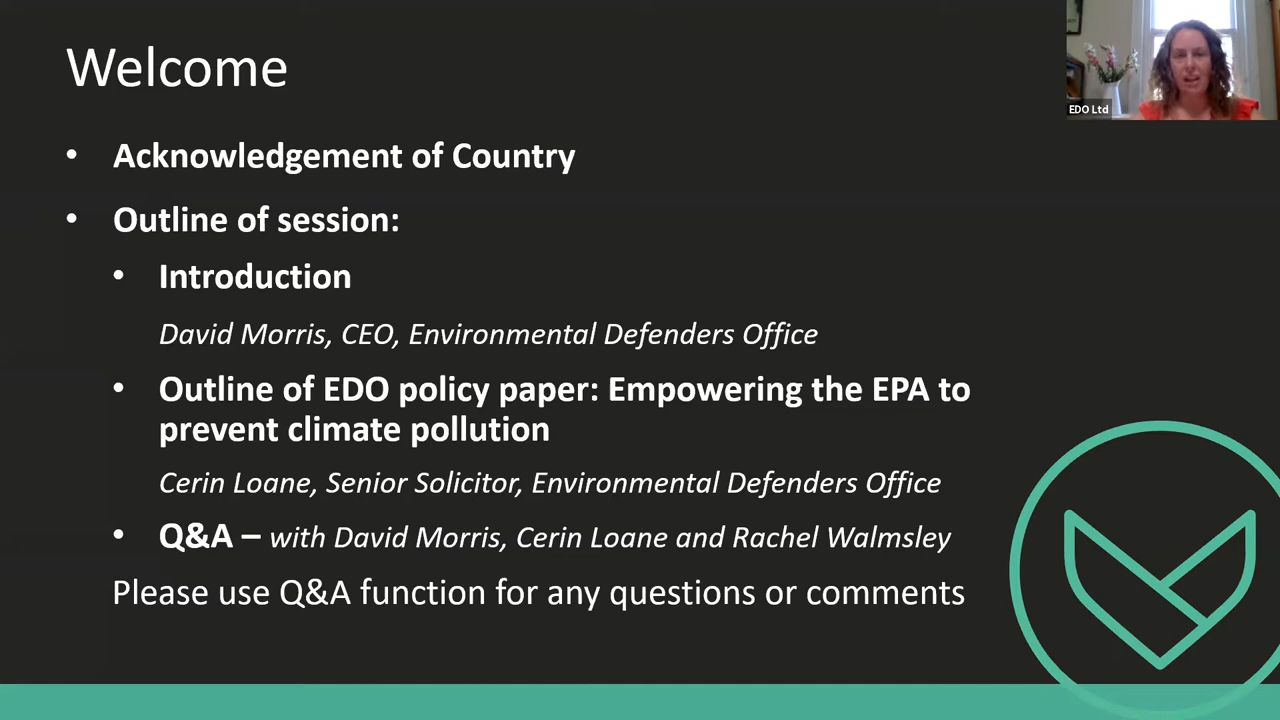 Welcome
EDO Ltd
• Acknowledgement of Country
• Outline of session:
• Introduction
David Morris, CEO, Environmental Defenders Office
• Outline of EDO policy paper: Empowering the EPA to
prevent climate pollution
Cerin Loane, Senior Solicitor, Environmental Defenders Office
• Q&A – with David Morris, Cerin Loane and Rachel Walmsley
Please use Q&A function for any questions or comments